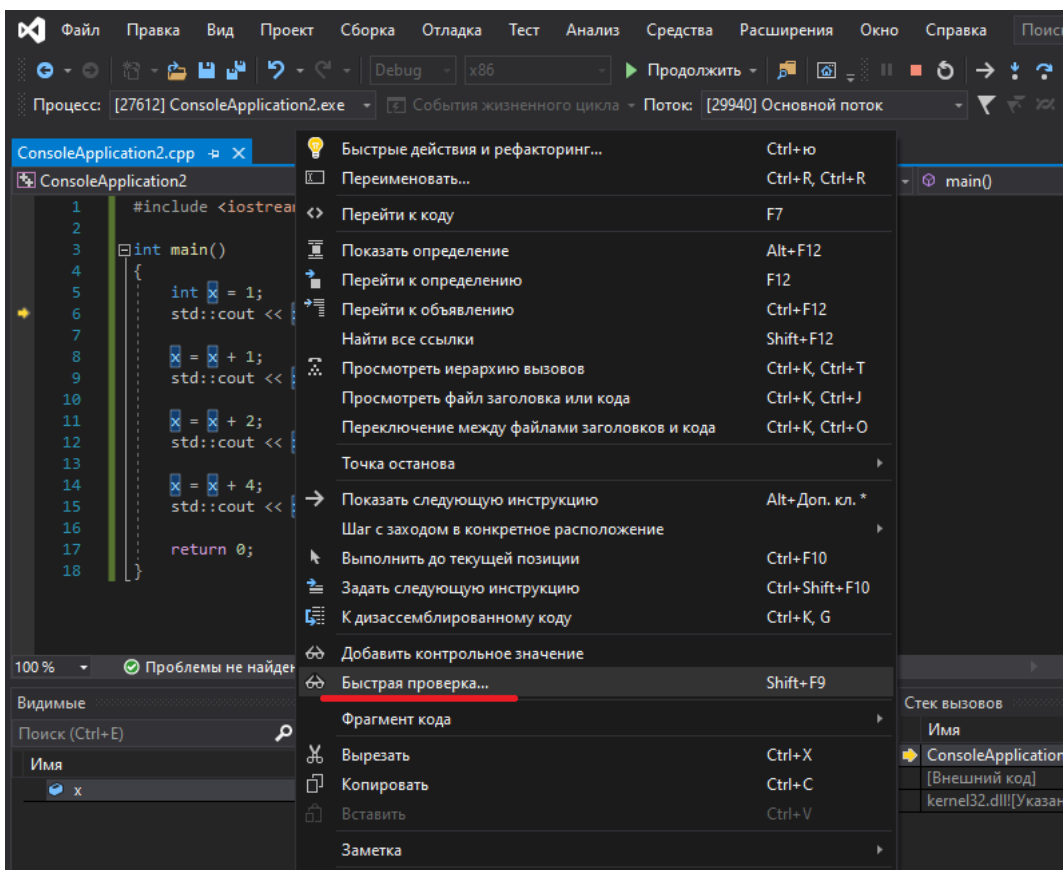 Файл Правка Вид Проект Сборка Отладка Тест Анализ Средства Расширения Окно Справка
Debug x86 Продолжить
Процесс: [27612] ConsoleApplication2.exe События жизненного цикла Поток: [29940] Основной поток
ConsoleApplication2.cpp
ConsoleApplication2 main()
1 #include <iostrea
2
3 int main()
4 {
5 int x = 1;
6 std::cout <<
7
8 x = x + 1;
9 std::cout <<
10
11 x = x + 2;
12 std::cout <<
13
14 x = x + 4;
15 std::cout <<
16
17 return 0;
18 }
Быстрые действия и рефакторинг... Ctrl+ю
Переименовать... Ctrl+R, Ctrl+R
Перейти к коду F7
Показать определение Alt+F12
Перейти к определению F12
Перейти к объявлению Ctrl+F12
Найти все ссылки Shift+F12
Просмотреть иерархию вызовов Ctrl+K, Ctrl+T
Просмотреть файл заголовка или кода Ctrl+K, Ctrl+J
Переключение между файлами заголовков и кода Ctrl+K, Ctrl+O
Точка останова
Показать следующую инструкцию Alt+Доп. кл. *
Шаг с заходом в конкретное расположение
Выполнить до текущей позиции Ctrl+F10
Задать следующую инструкцию Ctrl+Shift+F10
К дизассемблированному коду Ctrl+K, G
Добавить контрольное значение
Быстрая проверка... Shift+F9
Фрагмент кода
Вырезать Ctrl+X
Копировать Ctrl+C
Вставить Ctrl+V
Заметка
100 % Проблемы не найден
Видимые
Поиск (Ctrl+E)
Имя
x
Стек вызовов
Имя
ConsoleApplication
[Внешний код]
kernel32.dll![Указан